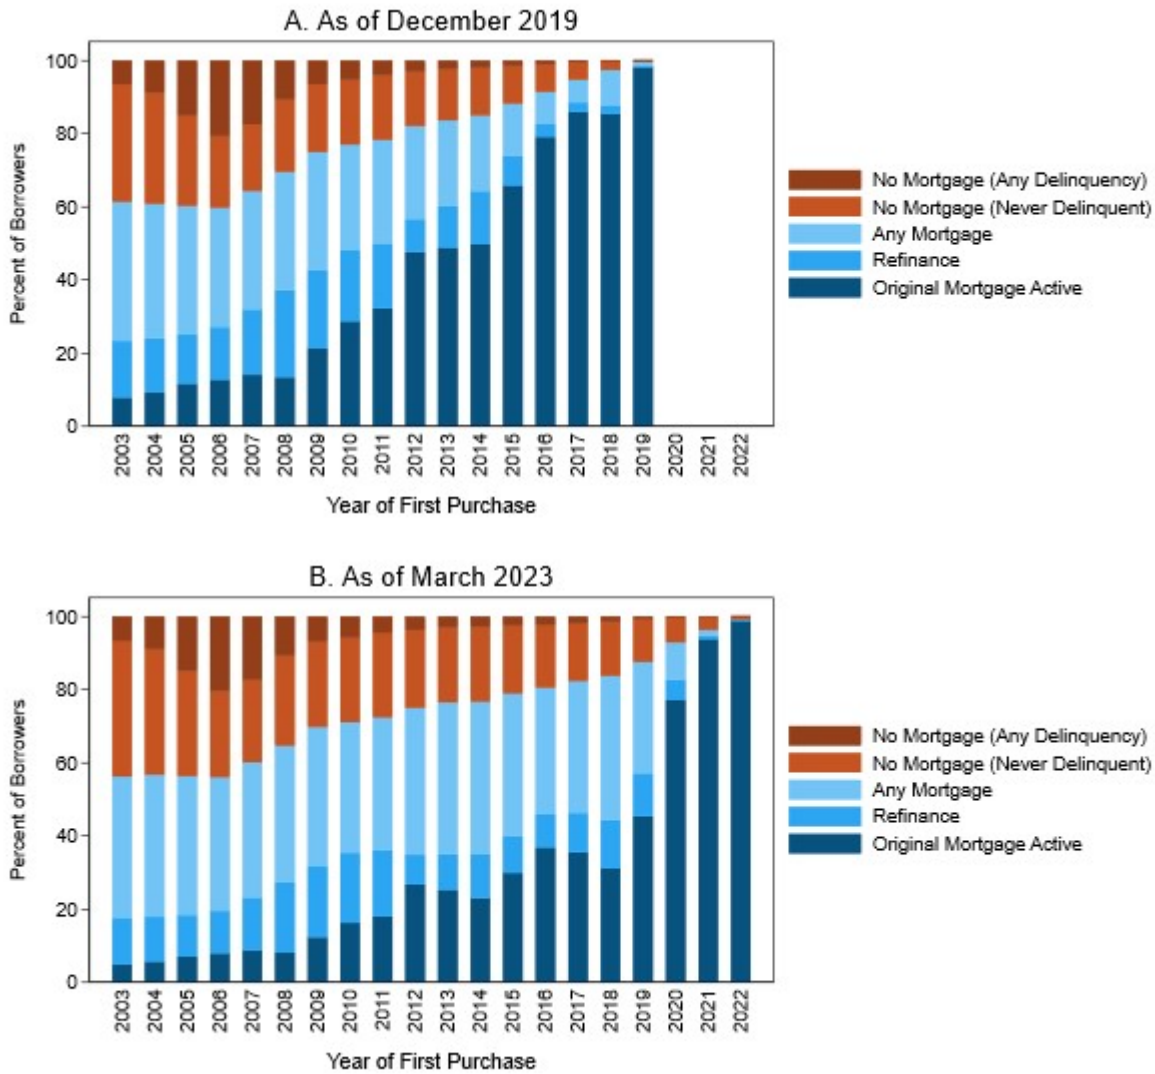 A. As of December 2019
Percent of Borrowers
100
80
60
40
20
0
2003 2004 2005 2006 2007 2008 2009 2010 2011 2012 2013 2014 2015 2016 2017 2018 2019 2020 2021 2022
Year of First Purchase
No Mortgage (Any Delinquency)
No Mortgage (Never Delinquent)
Any Mortgage
Refinance
Original Mortgage Active
B. As of March 2023
Percent of Borrowers
100
80
60
40
20
0
2003 2004 2005 2006 2007 2008 2009 2010 2011 2012 2013 2014 2015 2016 2017 2018 2019 2020 2021 2022
Year of First Purchase
No Mortgage (Any Delinquency)
No Mortgage (Never Delinquent)
Any Mortgage
Refinance
Original Mortgage Active